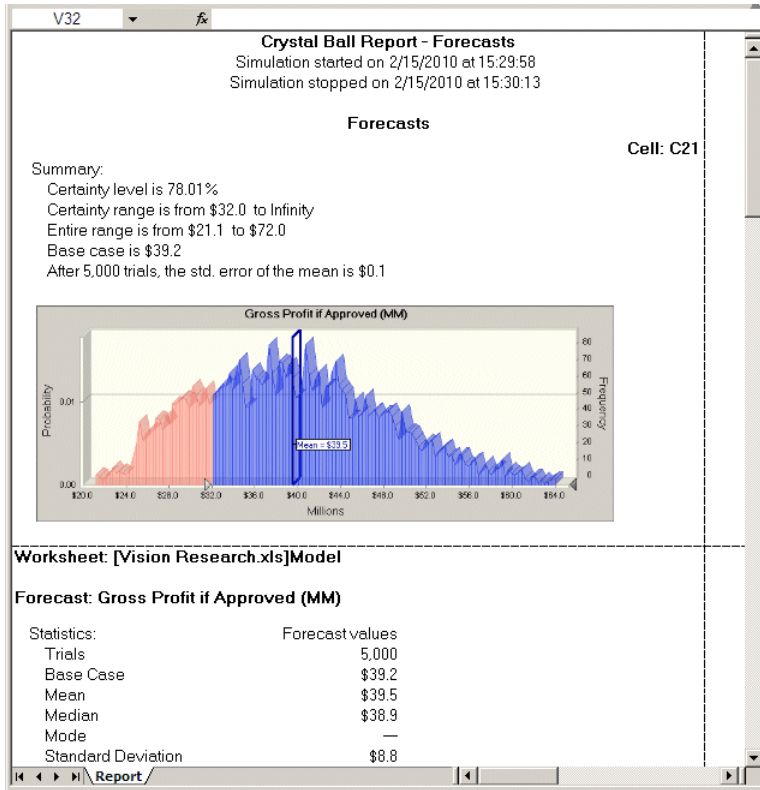 V32
fx
Crystal Ball Report - Forecasts
Simulation started on 2/15/2010 at 15:29:58
Simulation stopped on 2/15/2010 at 15:30:13
Forecasts
Cell: C21
Summary:
Certainty level is 78.01%
Certainty range is from $32.0 to Infinity
Entire range is from $21.1 to $72.0
Base case is $39.2
After 5,000 trials, the std. error of the mean is $0.1
Gross Profit if Approved (MM)
Probability
0.01
0.00
Mean = $39.5
80
70
60
50
40
30
20
10
0
Frequency
$20.0 $24.0 $28.0 $32.0 $36.0 $40.0 $44.0 $48.0 $52.0 $56.0 $60.0 $64.0
Millions
Worksheet: [Vision Research.xls]Model
Forecast: Gross Profit if Approved (MM)
Statistics: Forecast values
Trials 5,000
Base Case $39.2
Mean $39.5
Median $38.9
Mode —
Standard Deviation $8.8
Report